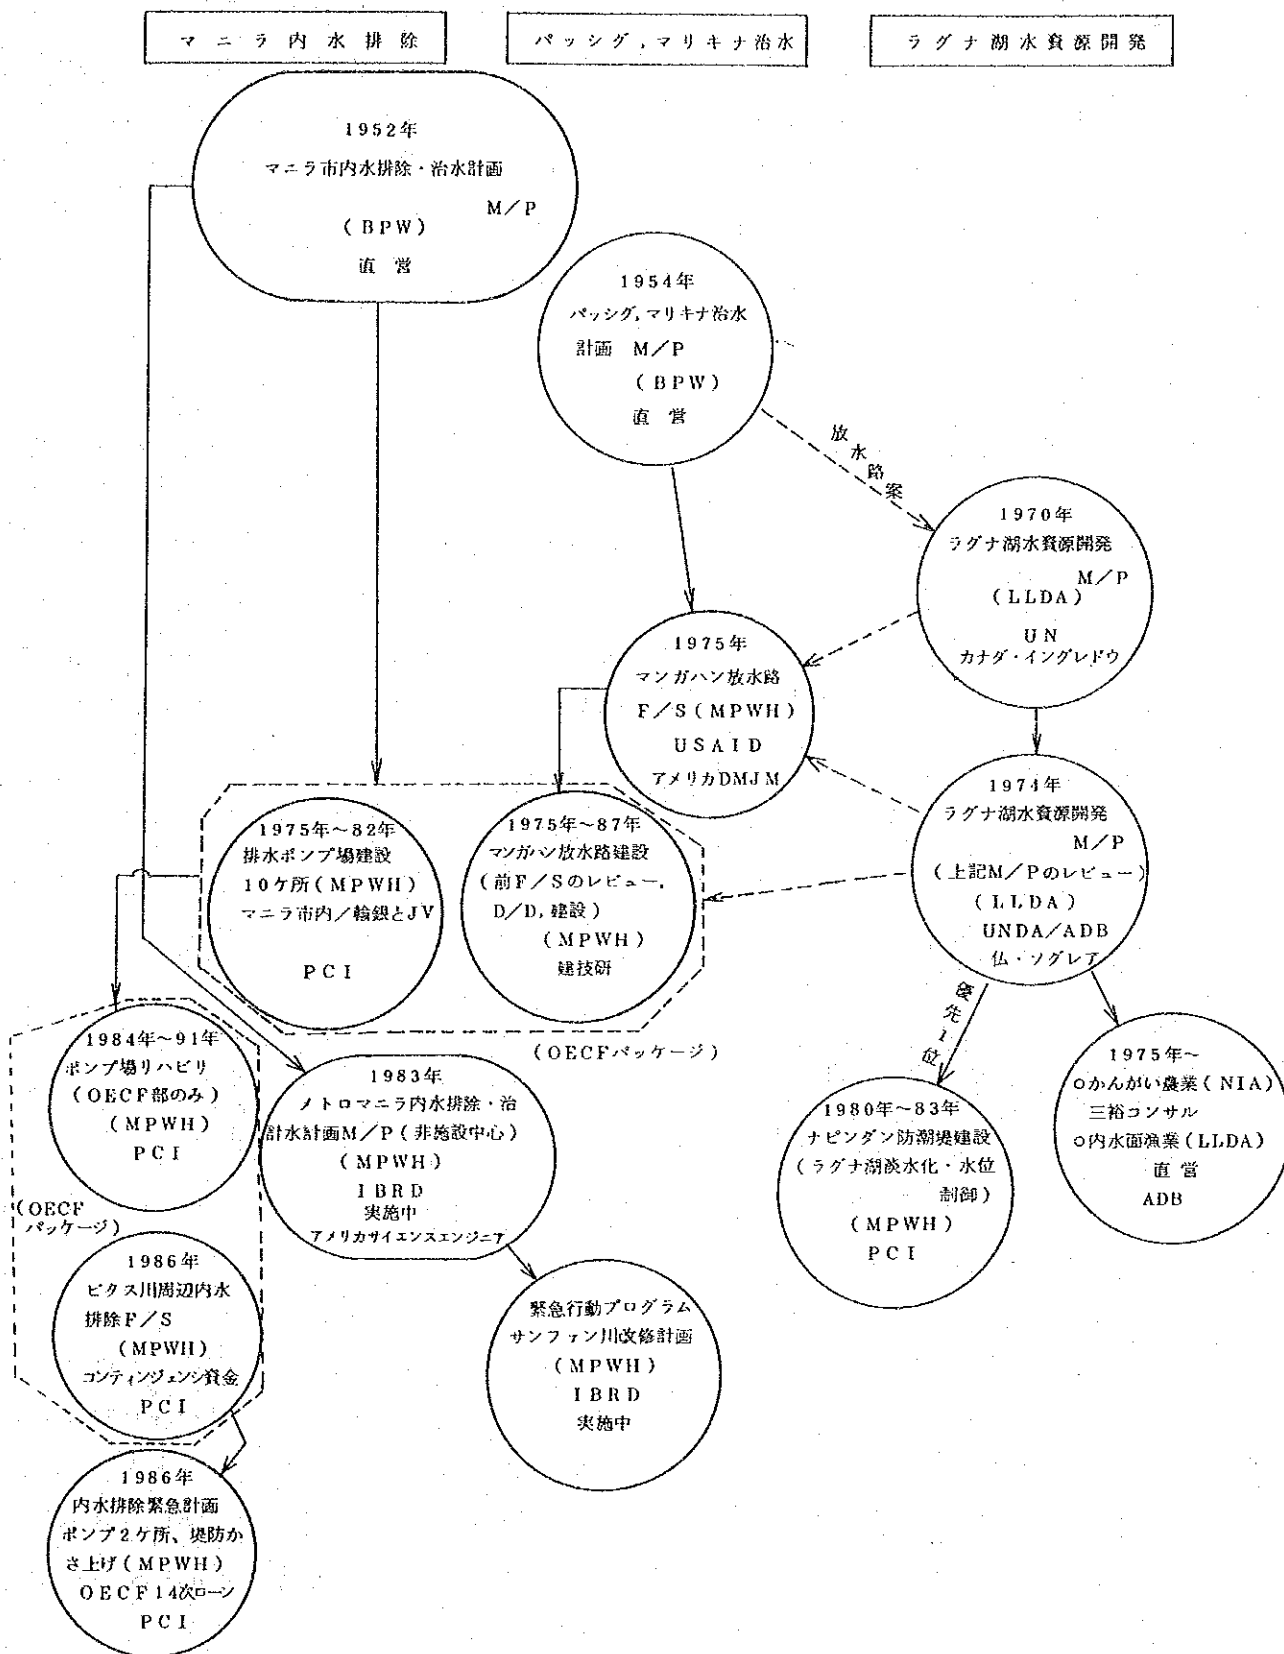 マニラ内水排除
パッシグ,マリキナ治水
ラグナ湖水資源開発
1952年
マニラ市内水排除・治水計画
M/P
(BPW)
直営
1954年
パッシグ,マリキナ治水
計画 M/P
(BPW)
直営
放水路案
1970年
ラグナ湖水資源開発
M/P
(LLDA)
UN
カナダ・イングレドウ
1975年
マンガハン放水路
F/S(MPWH)
USAID
アメリカDMJM
1974年
ラグナ湖水資源開発
M/P
(上記M/Pのレビュー)
(LLDA)
UNDA/ADB
仏・ソグレア
1975年~82年
排水ポンプ場建設
10ケ所(MPWH)
マニラ市内/輸銀とJV
PCI
1975年~87年
マンガハン放水路建設
(前F/Sのレビュー,
D/D,建設)
(MPWH)
建技研
(OECFパッケージ)
優先1位
1984年~91年
ポンプ場リハビリ
(OECF部のみ)
(MPWH)
PCI
(OECF
パッケージ)
1983年
メトロマニラ内水排除・治
計水計画M/P(非施設中心)
(MPWH)
IBRD
実施中
アメリカサイエンスエンジニア
1980年~83年
ナピンダン防潮堤建設
(ラグナ湖淡水化・水位
制御)
(MPWH)
PCI
1975年~
○かんがい農業(NIA)
三裕コンサル
○内水面漁業(LLDA)
直営
ADB
1986年
ビタス川周辺内水
排除F/S
(MPWH)
コンティンジェンシ資金
PCI
緊急行動プログラム
サンファン川改修計画
(MPWH)
IBRD
実施中
1986年
内水排除緊急計画
ポンプ2ケ所、堤防か
さ上げ(MPWH)
OECF14次ローン
PCI